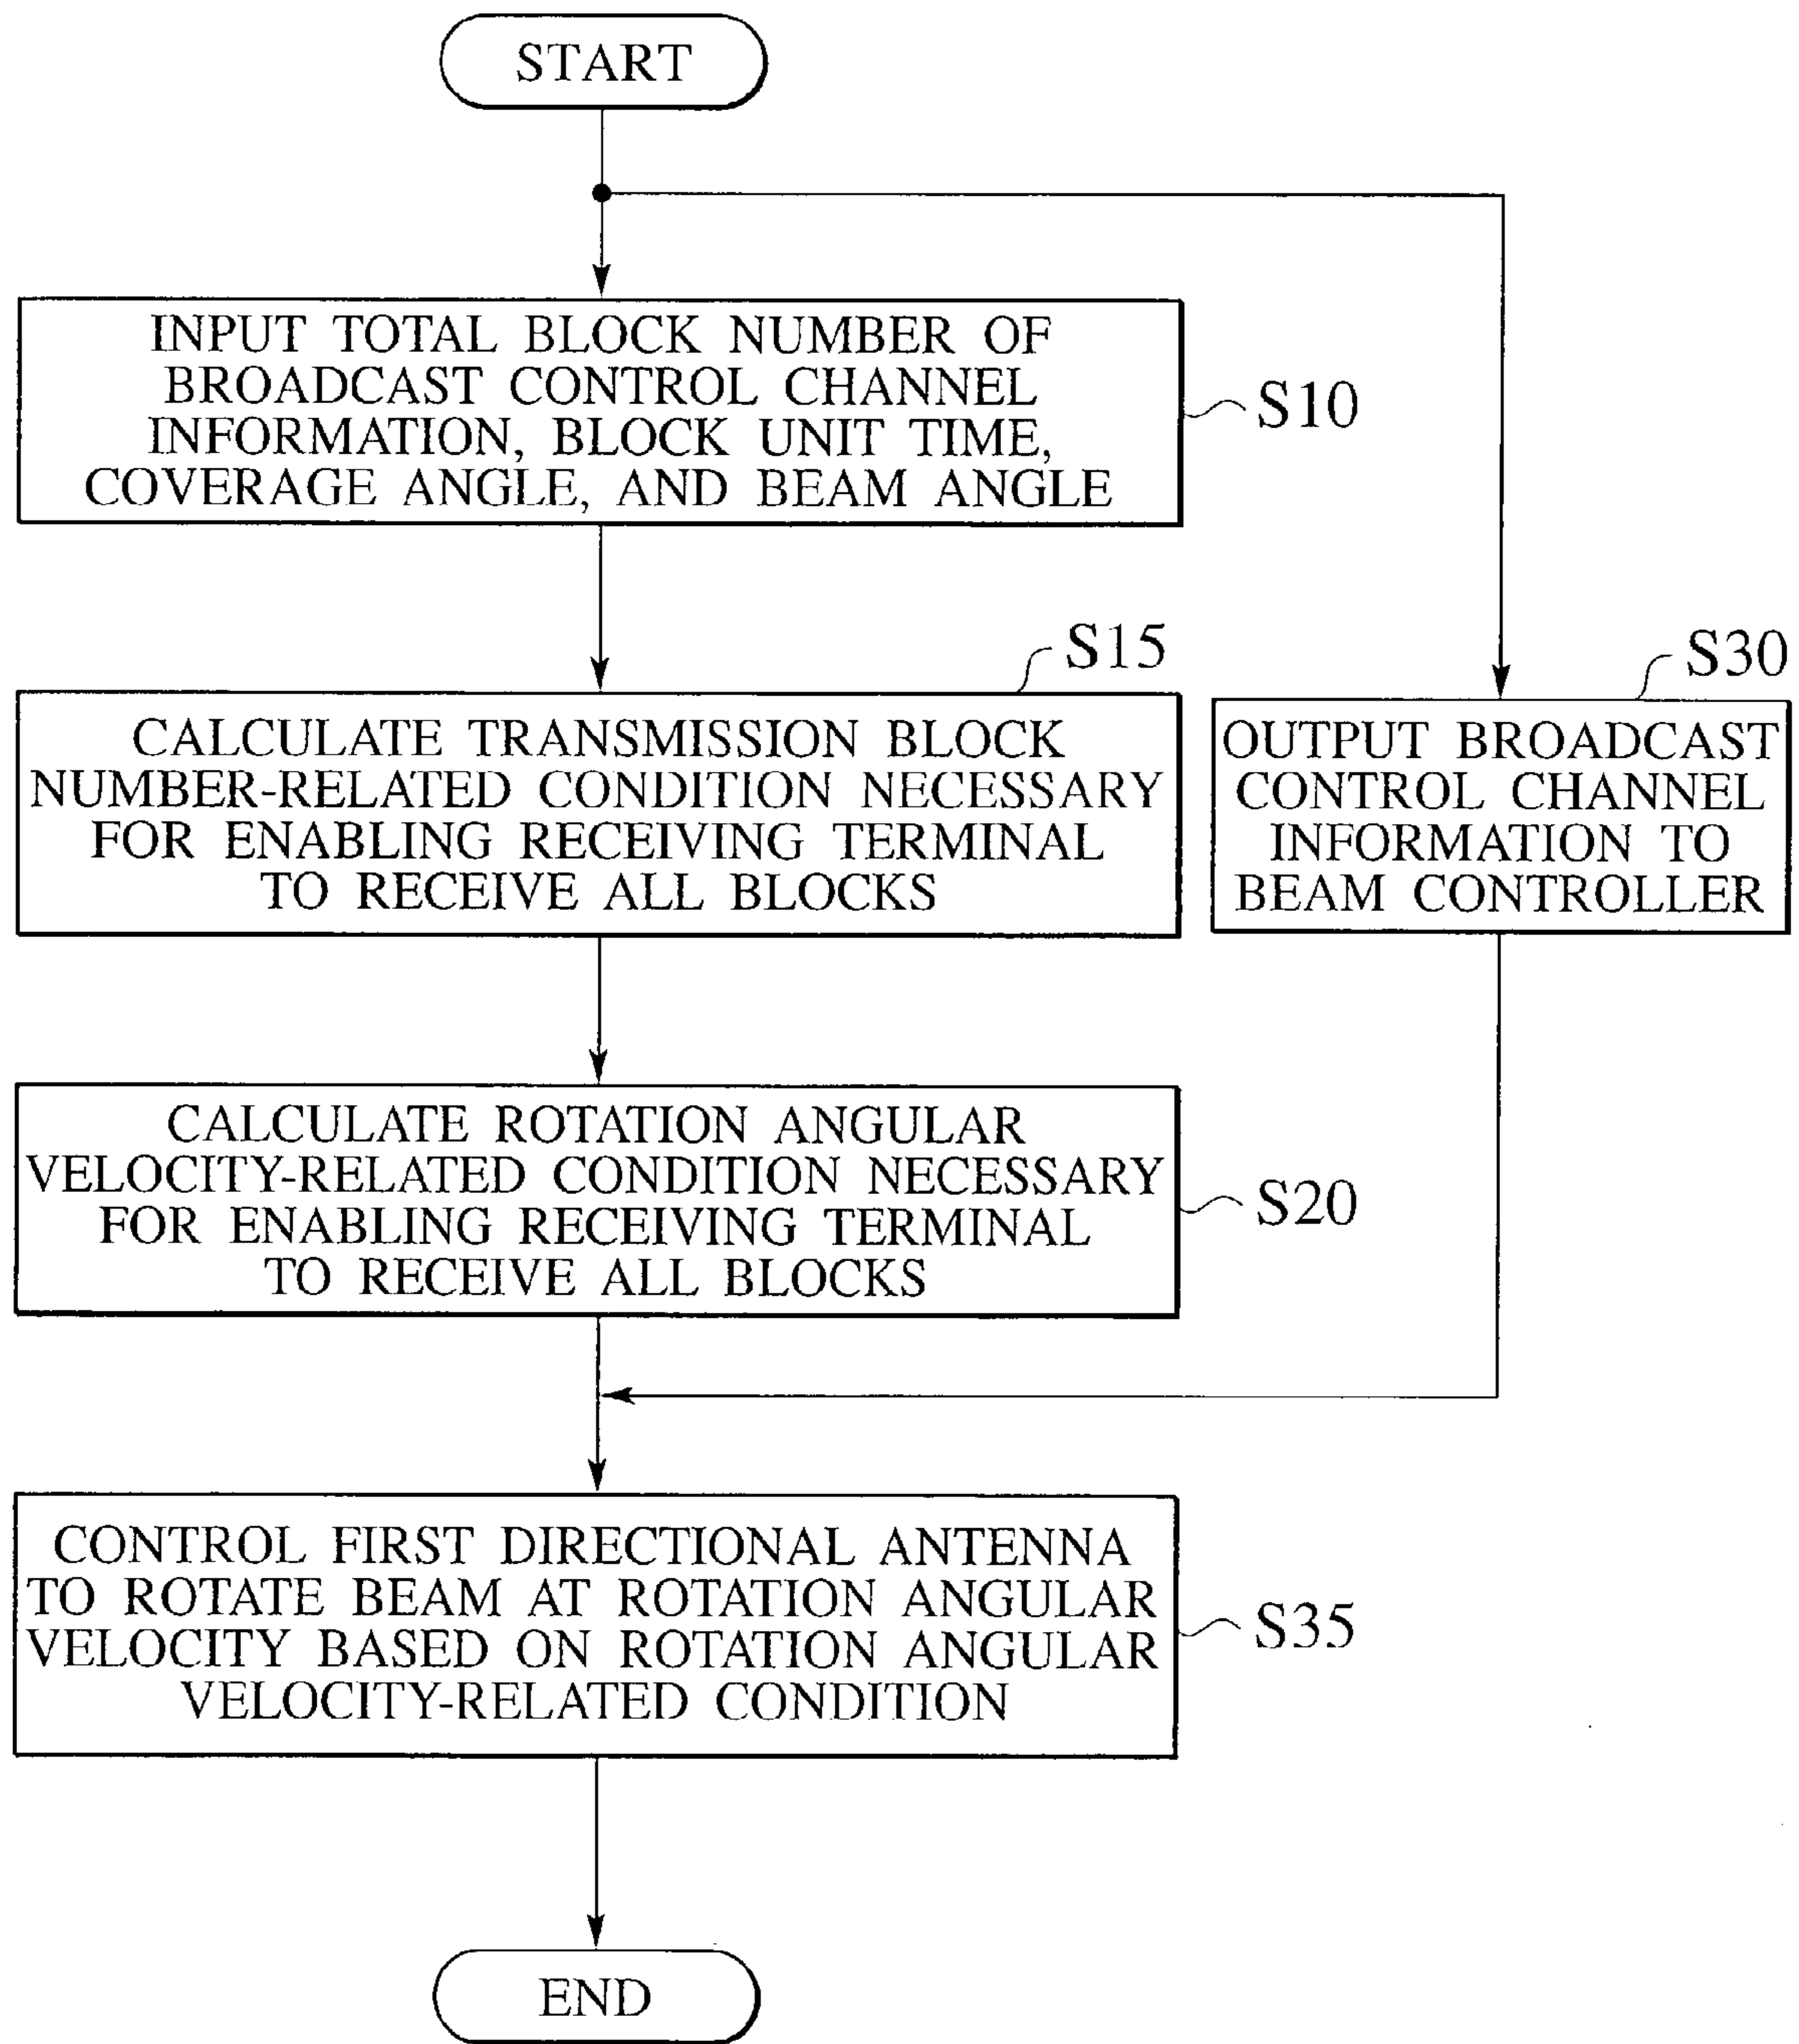 START
INPUT TOTAL BLOCK NUMBER OF
BROADCAST CONTROL CHANNEL
INFORMATION, BLOCK UNIT TIME,
COVERAGE ANGLE, AND BEAM ANGLE
S10
S15
CALCULATE TRANSMISSION BLOCK
NUMBER-RELATED CONDITION NECESSARY
FOR ENABLING RECEIVING TERMINAL
TO RECEIVE ALL BLOCKS
S30
OUTPUT BROADCAST
CONTROL CHANNEL
INFORMATION TO
BEAM CONTROLLER
CALCULATE ROTATION ANGULAR
VELOCITY-RELATED CONDITION NECESSARY
FOR ENABLING RECEIVING TERMINAL
TO RECEIVE ALL BLOCKS
S20
CONTROL FIRST DIRECTIONAL ANTENNA
TO ROTATE BEAM AT ROTATION ANGULAR
VELOCITY BASED ON ROTATION ANGULAR
VELOCITY-RELATED CONDITION
S35
END